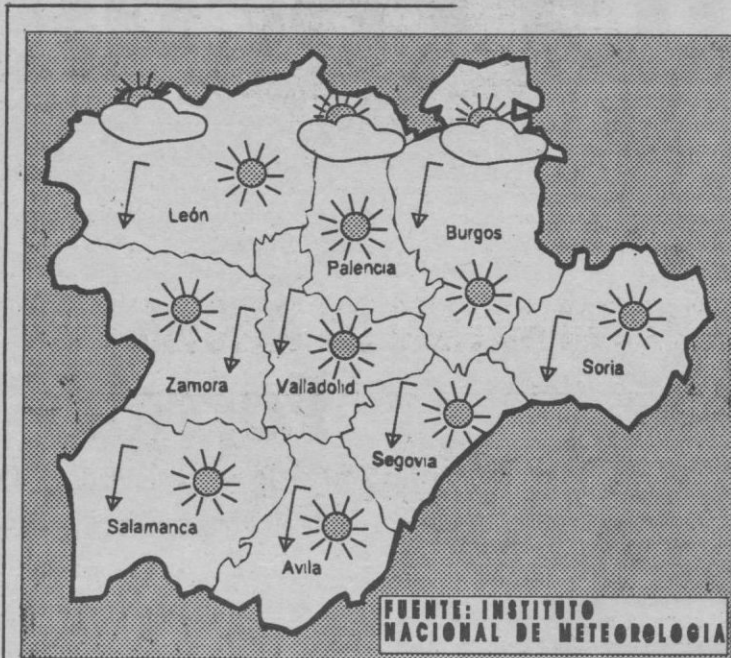 León
Burgos
Palencia
Zamora
Valladolid
Soria
Segovia
Salamanca
Avila
FUENTE: INSTITUTO
NACIONAL DE METEOROLOGIA